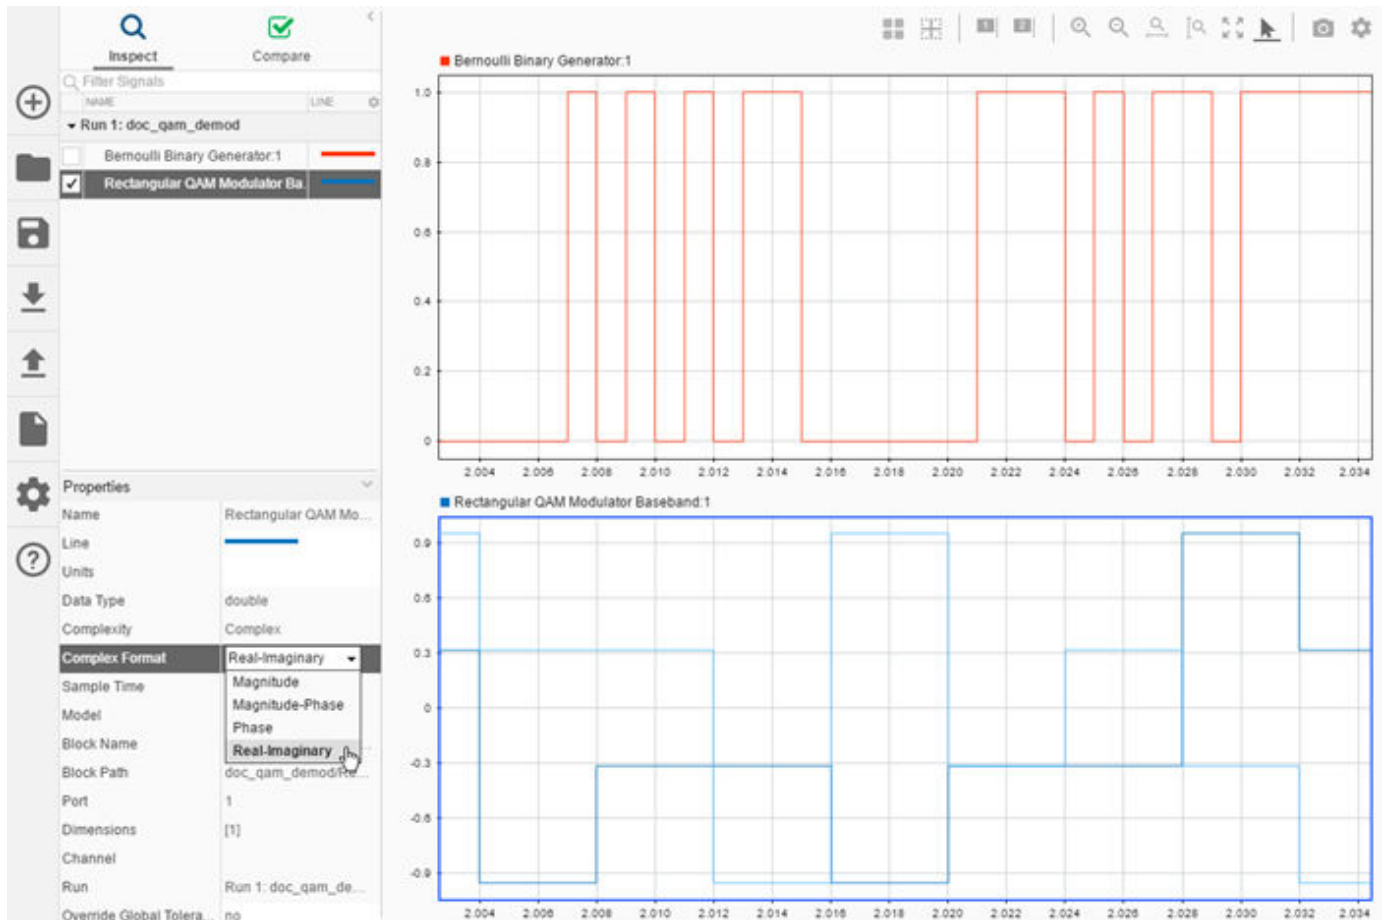 Inspect
Compare
Filter Signals
NAME
LINE
Run 1: doc_qam_demod
Bernoulli Binary Generator:1
Rectangular QAM Modulator Ba
Properties
Name Rectangular QAM Mo...
Line
Units
Data Type double
Complexity Complex
Complex Format Real-Imaginary
Sample Time Magnitude
Model Magnitude-Phase
Phase
Block Name Real-Imaginary
Block Path doc_qam_demod/Re...
Port 1
Dimensions [1]
Channel
Run Run 1: doc_qam_de...
Override Global Tolera... no
1 2
Bernoulli Binary Generator:1
1.0
0.8
0.6
0.4
0.2
0
2.004 2.006 2.008 2.010 2.012 2.014 2.016 2.018 2.020 2.022 2.024 2.026 2.028 2.030 2.032 2.034
Rectangular QAM Modulator Baseband:1
0.9
0.6
0.3
0
-0.3
-0.6
-0.9
2.004 2.006 2.008 2.010 2.012 2.014 2.016 2.018 2.020 2.022 2.024 2.026 2.028 2.030 2.032 2.034